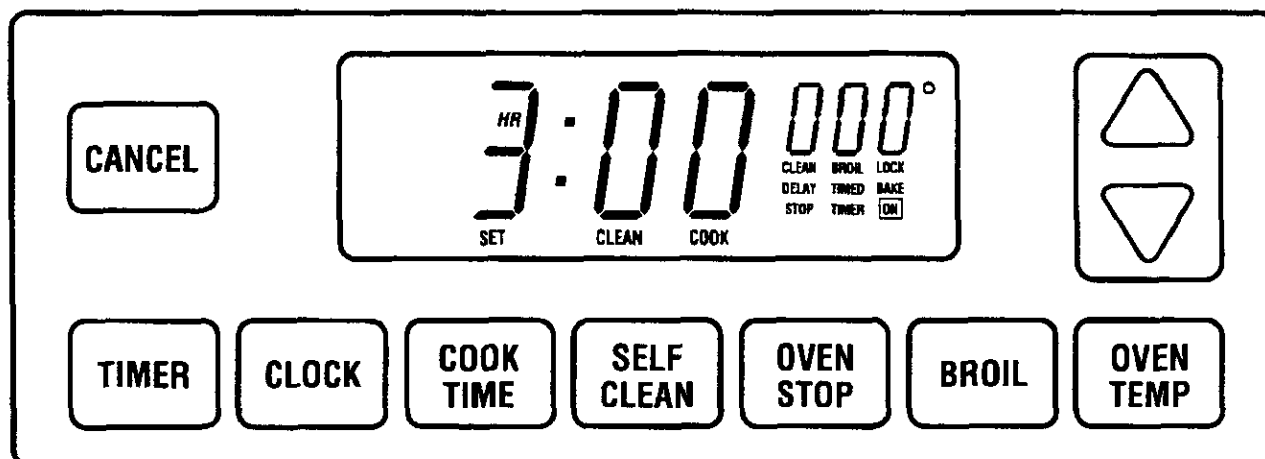 CANCEL
HR 3:00 000°
CLEAN BROIL LOCK
DELAY TIMED BAKE
STOP TIMER ON
SET CLEAN COOK
TIMER
CLOCK
COOK
TIME
SELF
CLEAN
OVEN
STOP
BROIL
OVEN
TEMP